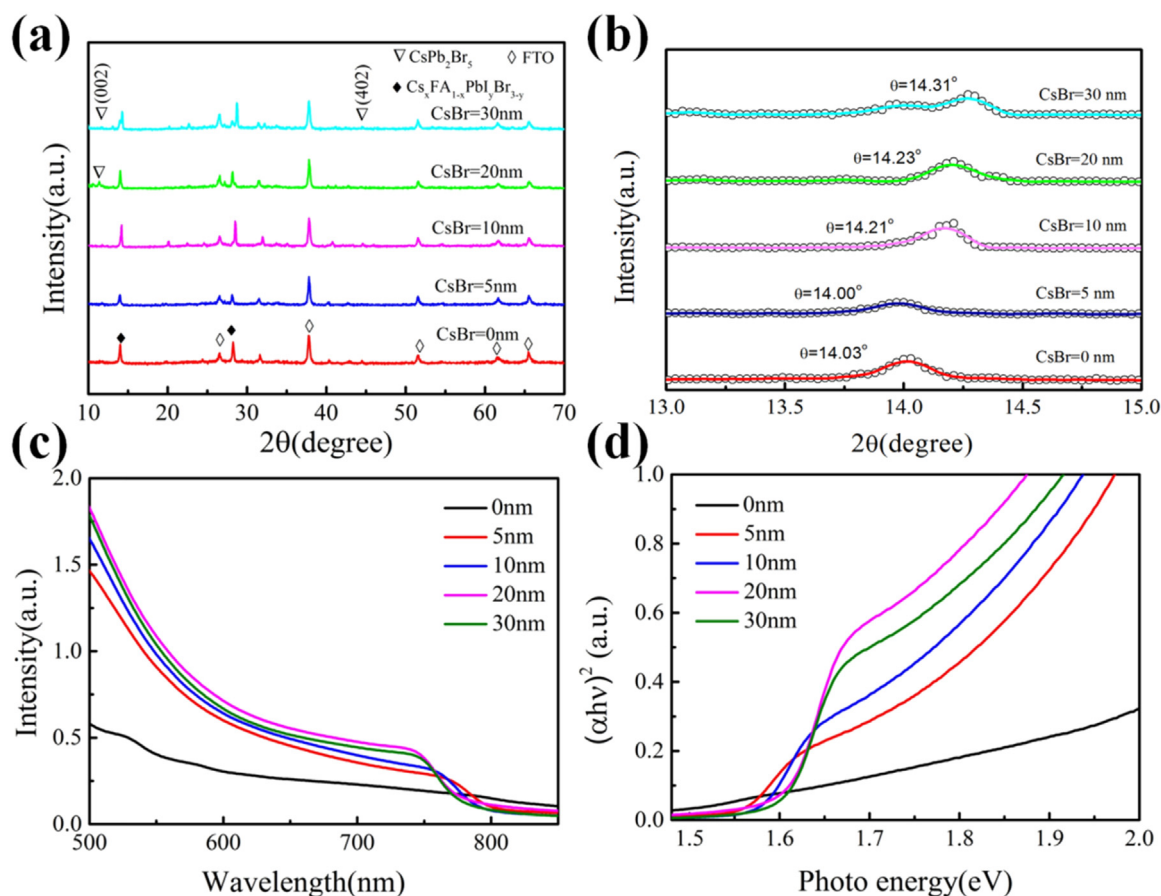 (a)
Intensity(a.u.)
▽ CsPb₂Br₅ ◇ FTO
◆ CsₓFA₁₋ₓPbIᵧBr₃₋ᵧ
▽(002)
◁(402)
CsBr=30nm
▽
CsBr=20nm
CsBr=10nm
CsBr=5nm
CsBr=0nm
10 20 30 40 50 60 70
2θ(degree)
(b)
Intensity(a.u.)
θ=14.31° CsBr=30 nm
θ=14.23° CsBr=20 nm
θ=14.21° CsBr=10 nm
θ=14.00° CsBr=5 nm
θ=14.03° CsBr=0 nm
13.0 13.5 14.0 14.5 15.0
2θ(degree)
(c)
Intensity(a.u.)
2.0
1.5
1.0
0.5
0.0
0nm
5nm
10nm
20nm
30nm
500 600 700 800
Wavelength(nm)
(d)
(αhν)² (a.u.)
1.0
0.8
0.6
0.4
0.2
0.0
0nm
5nm
10nm
20nm
30nm
1.5 1.6 1.7 1.8 1.9 2.0
Photo energy(eV)